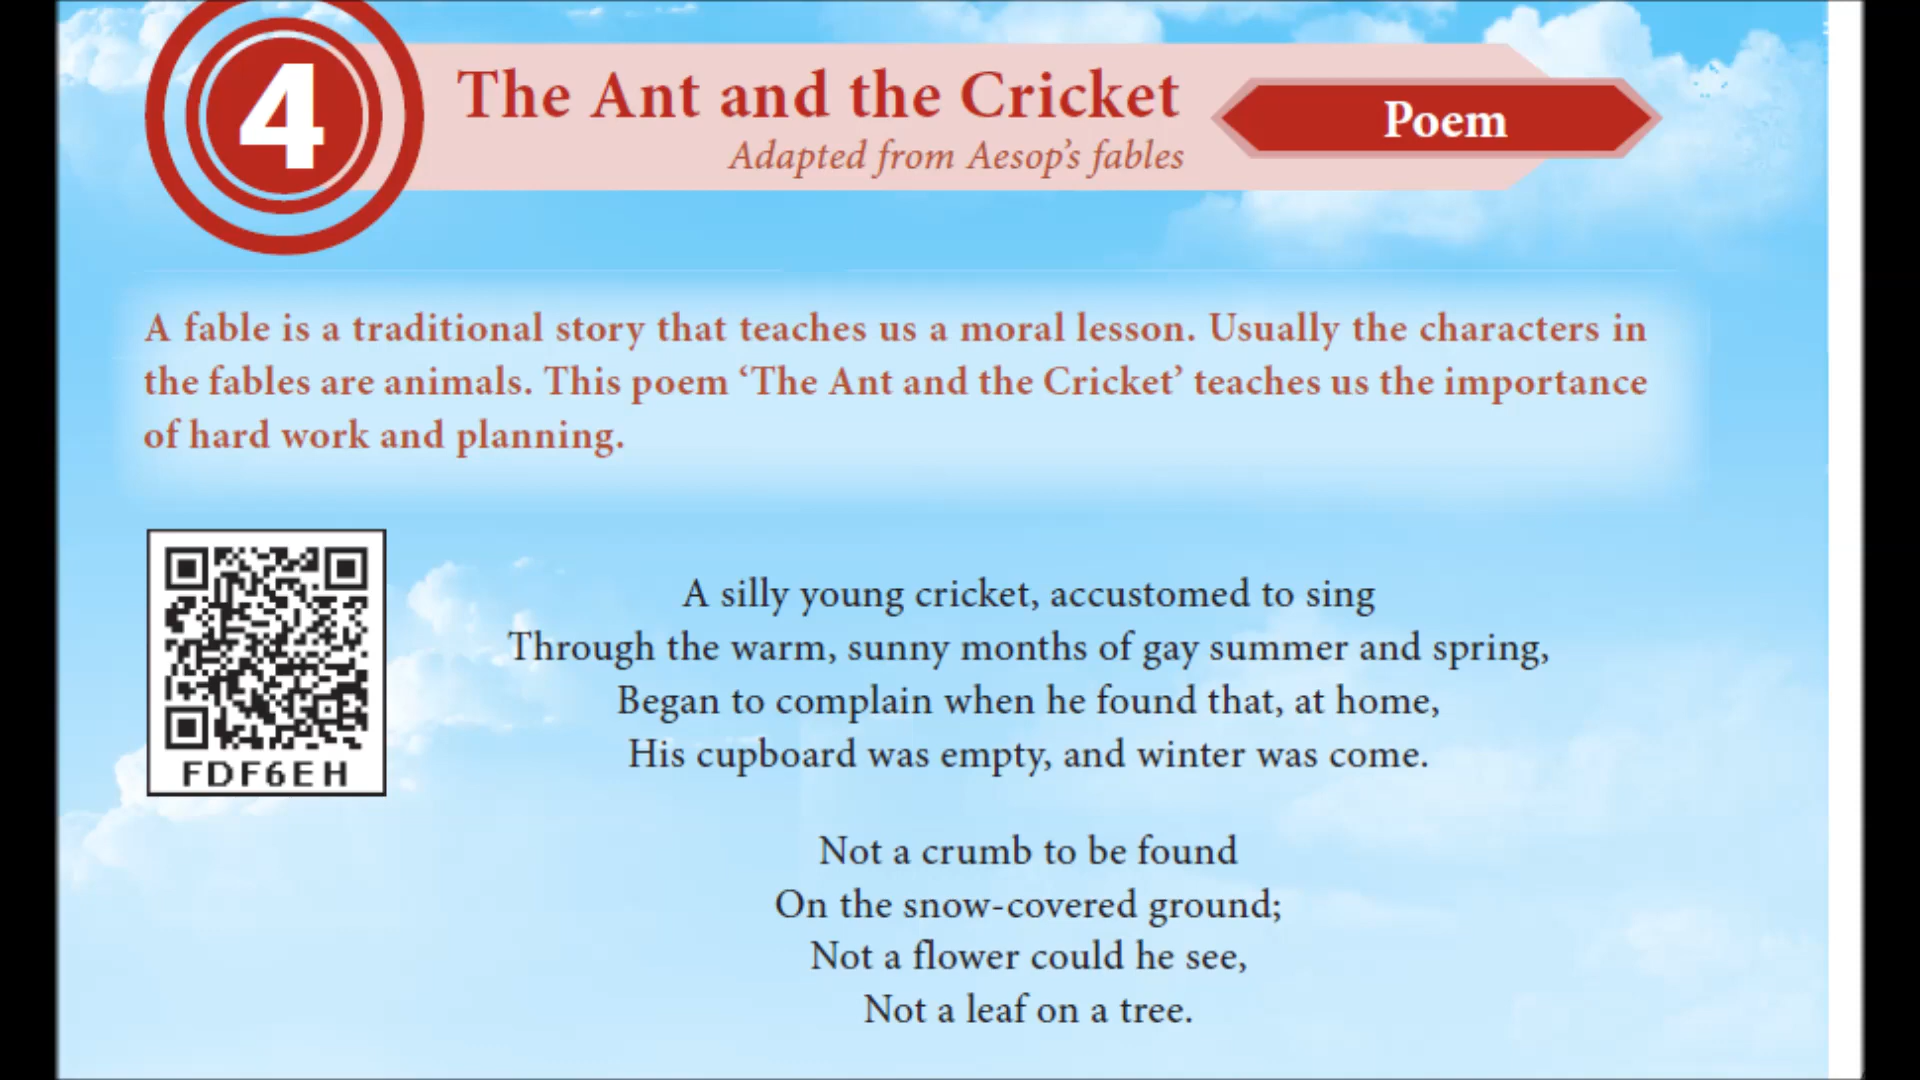 4
The Ant and the Cricket
Adapted from Aesop's fables
Poem
A fable is a traditional story that teaches us a moral lesson. Usually the characters in
the fables are animals. This poem ‘The Ant and the Cricket’ teaches us the importance
of hard work and planning.
FDF6EH
A silly young cricket, accustomed to sing
Through the warm, sunny months of gay summer and spring,
Began to complain when he found that, at home,
His cupboard was empty, and winter was come.
Not a crumb to be found
On the snow-covered ground;
Not a flower could he see,
Not a leaf on a tree.